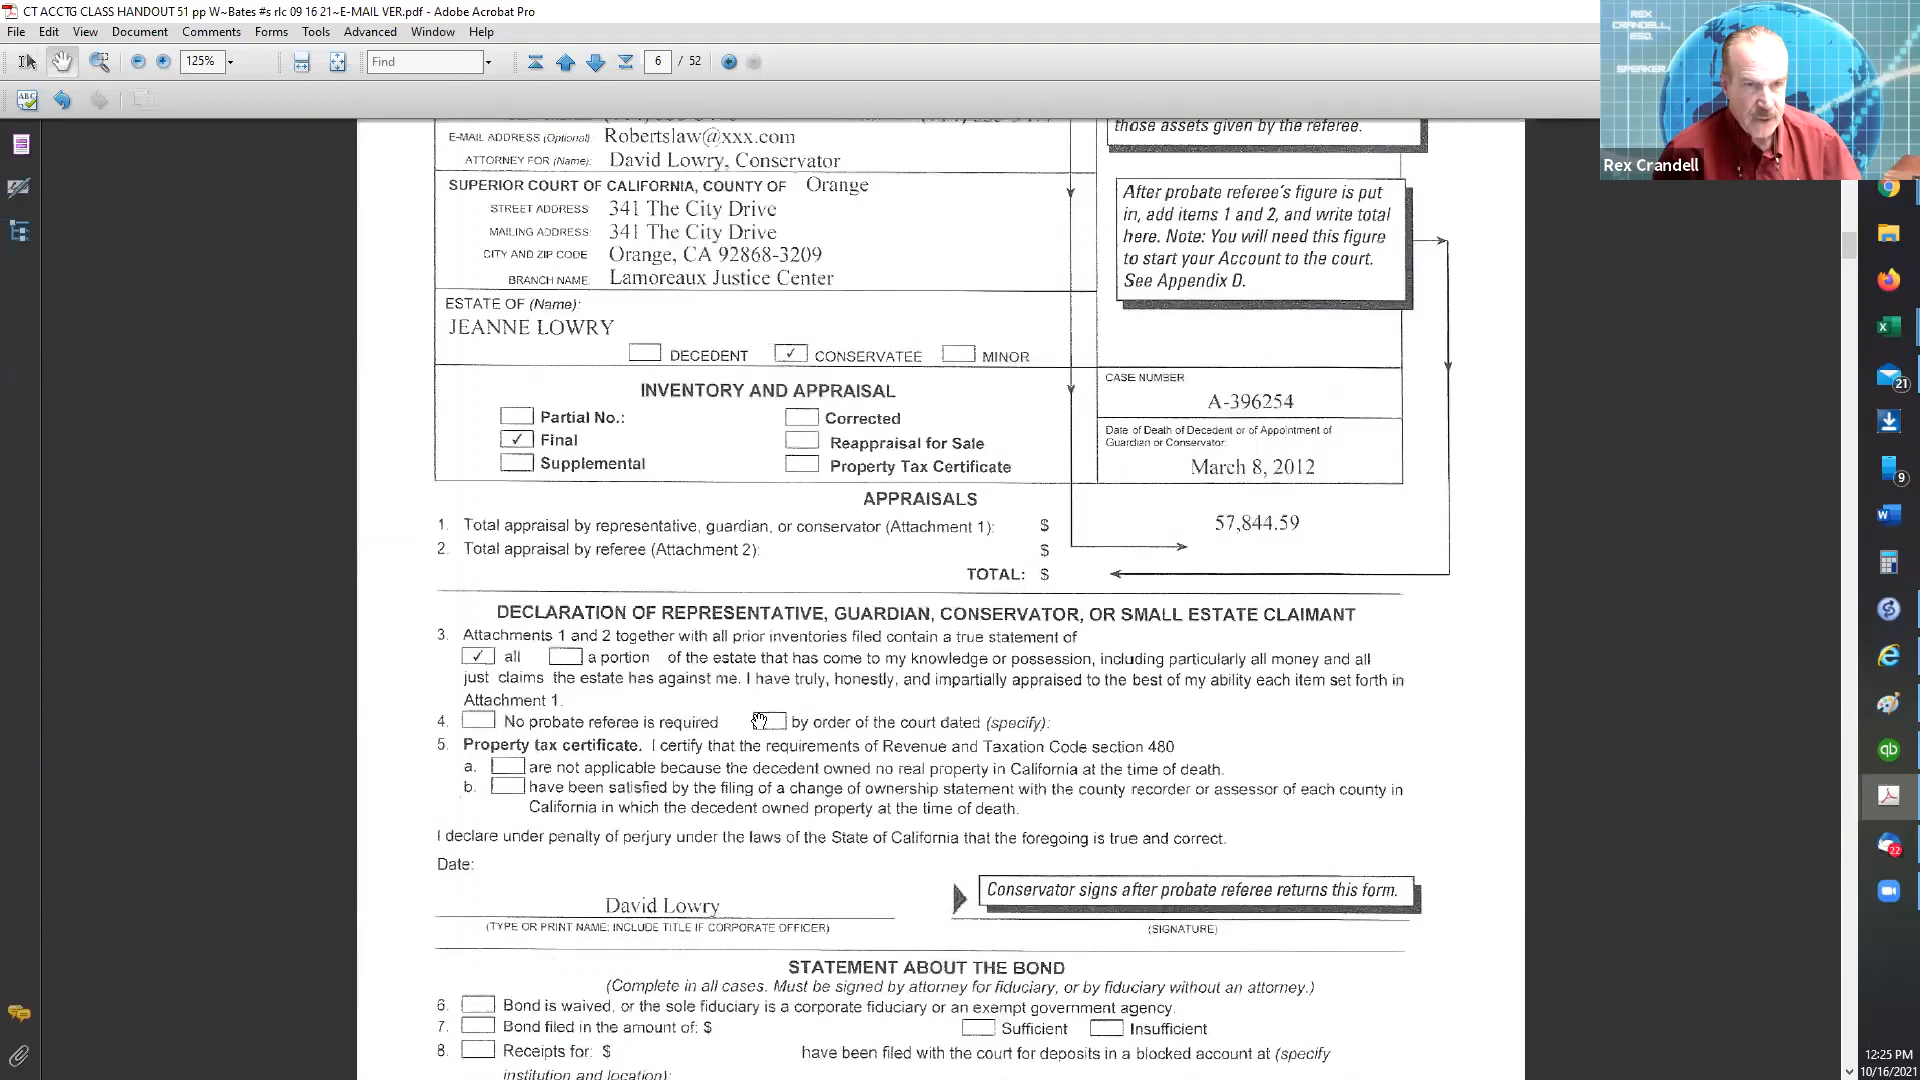 CT ACCTG CLASS HANDOUT 51 pp W~Bates #s rlc 09 16 21~E-MAIL VER.pdf - Adobe Acrobat Pro
File Edit View Document Comments Forms Tools Advanced Window Help
125% Find 6 / 52
REX CRANDELL, ESQ.
SPEAKER
Rex Crandell
E-MAIL ADDRESS (Optional): Robertslaw@xxx.com
ATTORNEY FOR (Name): David Lowry, Conservator
those assets given by the referee.
SUPERIOR COURT OF CALIFORNIA, COUNTY OF Orange
STREET ADDRESS: 341 The City Drive
MAILING ADDRESS: 341 The City Drive
CITY AND ZIP CODE: Orange, CA 92868-3209
BRANCH NAME: Lamoreaux Justice Center
After probate referee's figure is put
in, add items 1 and 2, and write total
here. Note: You will need this figure
to start your Account to the court.
See Appendix D.
ESTATE OF (Name):
JEANNE LOWRY
DECEDENT ✓ CONSERVATEE MINOR
INVENTORY AND APPRAISAL
Partial No.: Corrected
✓ Final Reappraisal for Sale
Supplemental Property Tax Certificate
CASE NUMBER
A-396254
Date of Death of Decedent or of Appointment of
Guardian or Conservator:
March 8, 2012
APPRAISALS
1. Total appraisal by representative, guardian, or conservator (Attachment 1): $ 57,844.59
2. Total appraisal by referee (Attachment 2): $
TOTAL: $
DECLARATION OF REPRESENTATIVE, GUARDIAN, CONSERVATOR, OR SMALL ESTATE CLAIMANT
3. Attachments 1 and 2 together with all prior inventories filed contain a true statement of
✓ all a portion of the estate that has come to my knowledge or possession, including particularly all money and all
just claims the estate has against me. I have truly, honestly, and impartially appraised to the best of my ability each item set forth in
Attachment 1.
4. No probate referee is required by order of the court dated (specify):
5. Property tax certificate. I certify that the requirements of Revenue and Taxation Code section 480
a. are not applicable because the decedent owned no real property in California at the time of death.
b. have been satisfied by the filing of a change of ownership statement with the county recorder or assessor of each county in
California in which the decedent owned property at the time of death.
I declare under penalty of perjury under the laws of the State of California that the foregoing is true and correct.
Date:
David Lowry
(TYPE OR PRINT NAME; INCLUDE TITLE IF CORPORATE OFFICER)
Conservator signs after probate referee returns this form.
(SIGNATURE)
STATEMENT ABOUT THE BOND
(Complete in all cases. Must be signed by attorney for fiduciary, or by fiduciary without an attorney.)
6. Bond is waived, or the sole fiduciary is a corporate fiduciary or an exempt government agency.
7. Bond filed in the amount of: $ Sufficient Insufficient
8. Receipts for: $ have been filed with the court for deposits in a blocked account at (specify
institution and location):
21
9
22
12:25 PM
10/16/2021